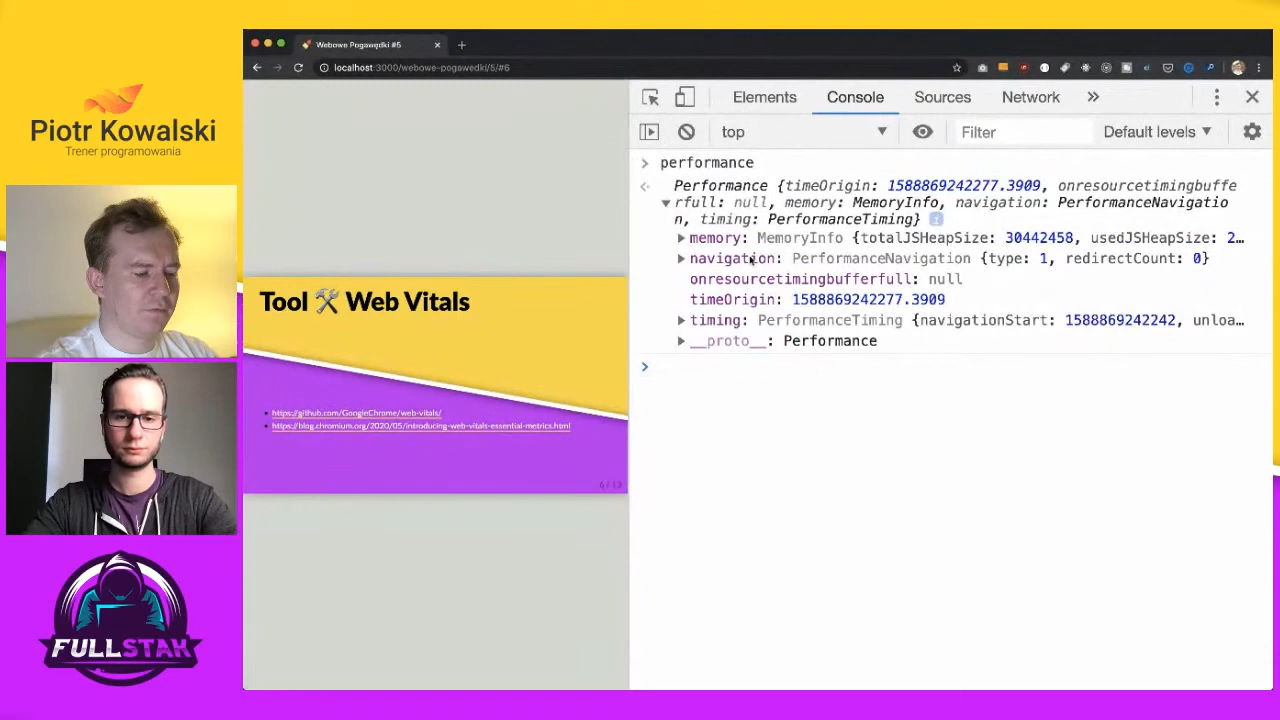 Piotr Kowalski
Trener programowania
FULLSTAK
Webowe Pogawędki #5
localhost:3000/webowe-pogawedki/5/#6
Tool 🛠 Web Vitals
• https://github.com/GoogleChrome/web-vitals/
• https://blog.chromium.org/2020/05/introducing-web-vitals-essential-metrics.html
6 / 13
Elements Console Sources Network »
top Filter Default levels
performance
Performance {timeOrigin: 1588869242277.3909, onresourcetimingbuffe
rfull: null, memory: MemoryInfo, navigation: PerformanceNavigatio
n, timing: PerformanceTiming}
memory: MemoryInfo {totalJSHeapSize: 30442458, usedJSHeapSize: 2…
navigation: PerformanceNavigation {type: 1, redirectCount: 0}
onresourcetimingbufferfull: null
timeOrigin: 1588869242277.3909
timing: PerformanceTiming {navigationStart: 1588869242242, unloa…
__proto__: Performance